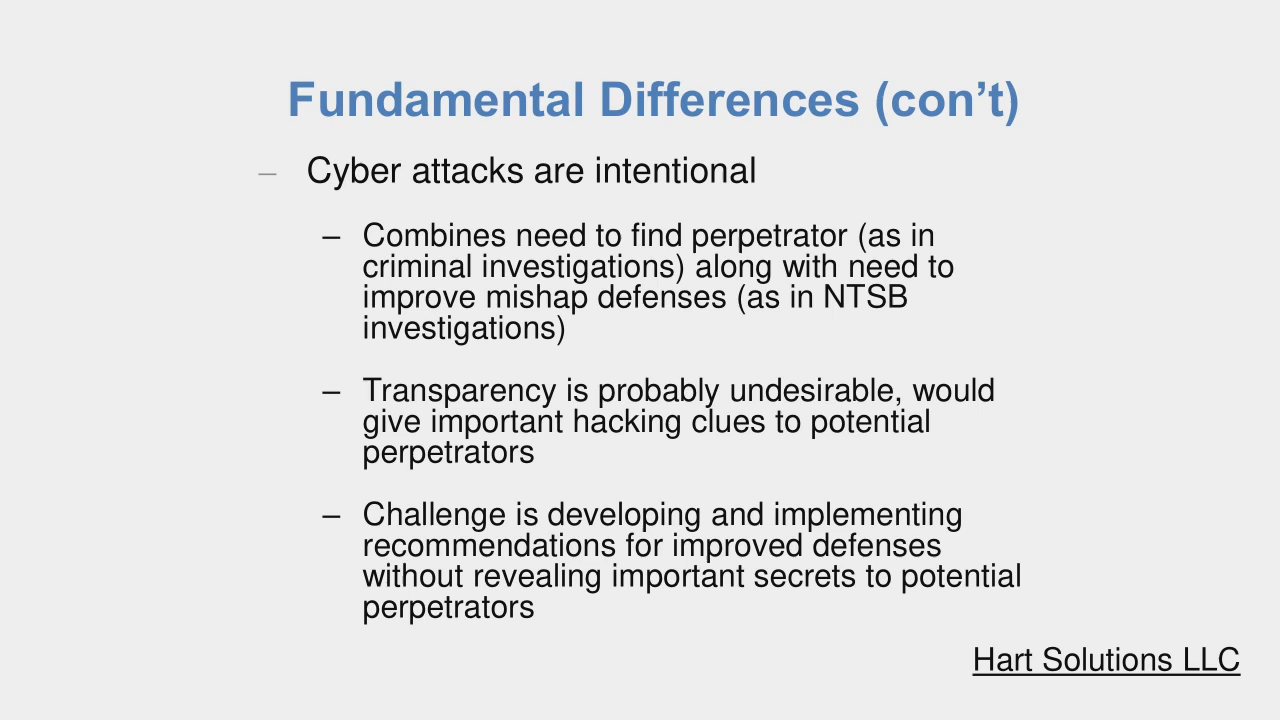 Fundamental Differences (con’t)
– Cyber attacks are intentional
– Combines need to find perpetrator (as in
criminal investigations) along with need to
improve mishap defenses (as in NTSB
investigations)
– Transparency is probably undesirable, would
give important hacking clues to potential
perpetrators
– Challenge is developing and implementing
recommendations for improved defenses
without revealing important secrets to potential
perpetrators
Hart Solutions LLC